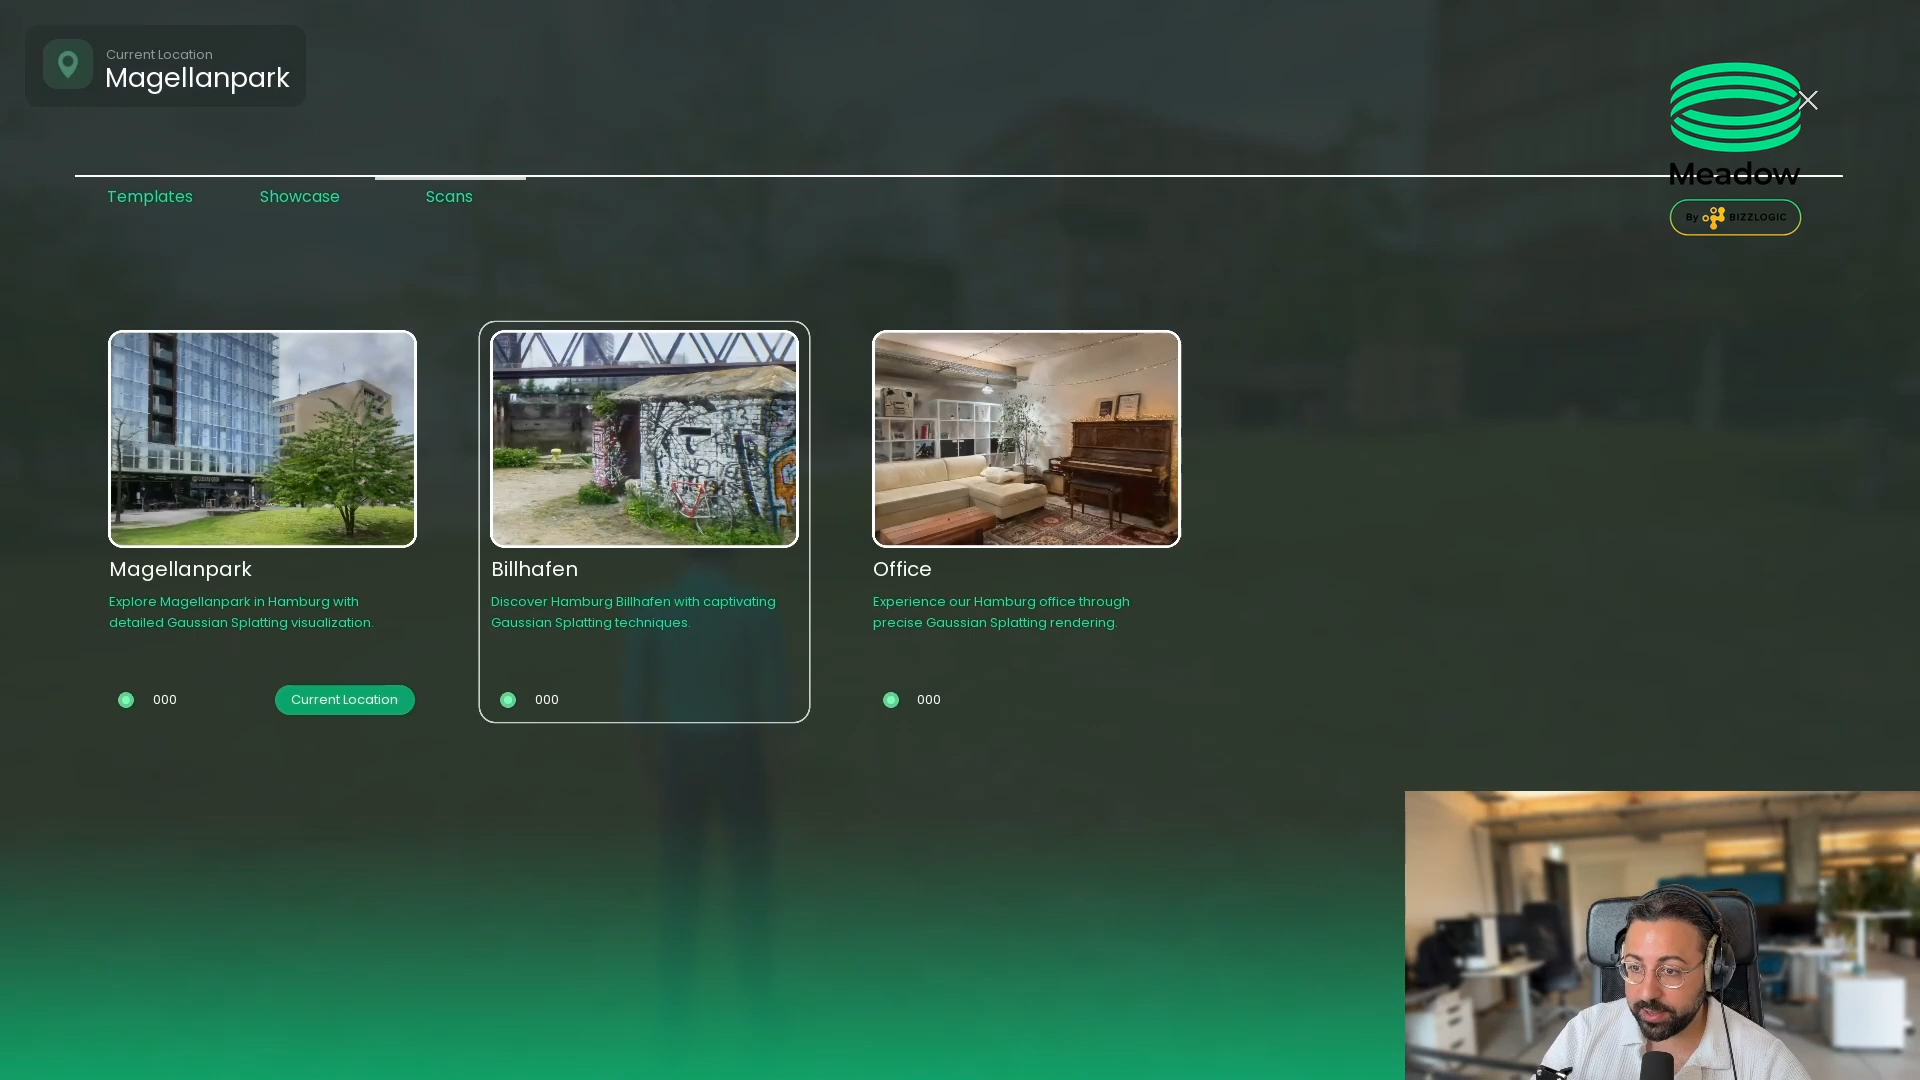 Current Location
Magellanpark
Meadow
By BIZZLOGIC
Templates
Showcase
Scans
Magellanpark
Explore Magellanpark in Hamburg with
detailed Gaussian Splatting visualization.
000
Current Location
Billhafen
Discover Hamburg Billhafen with captivating
Gaussian Splatting techniques.
000
Office
Experience our Hamburg office through
precise Gaussian Splatting rendering.
000